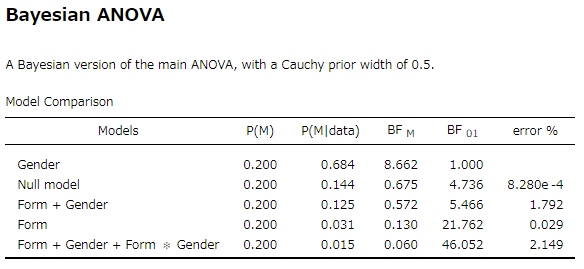 Bayesian ANOVA
A Bayesian version of the main ANOVA, with a Cauchy prior width of 0.5.
Model Comparison
Models P(M) P(M|data) BF M BF 01 error %
Gender 0.200 0.684 8.662 1.000
Null model 0.200 0.144 0.675 4.736 8.280e -4
Form + Gender 0.200 0.125 0.572 5.466 1.792
Form 0.200 0.031 0.130 21.762 0.029
Form + Gender + Form ✻ Gender 0.200 0.015 0.060 46.052 2.149